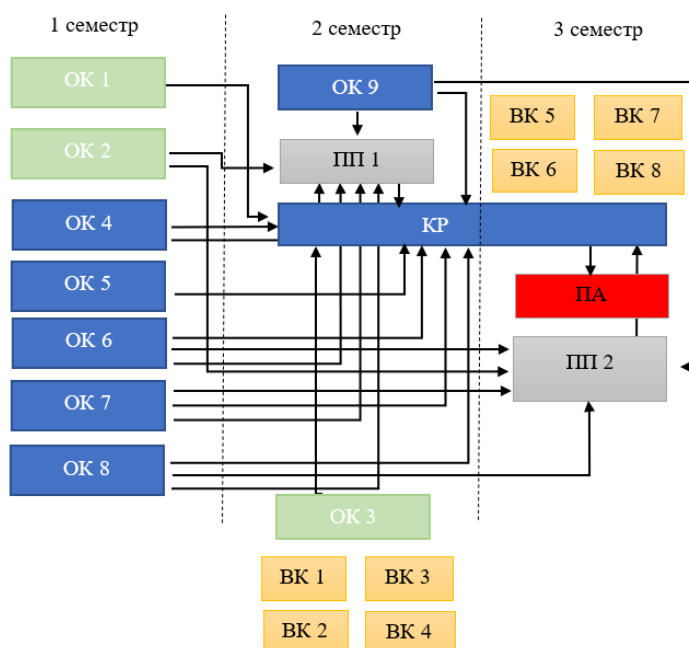 1 семестр
2 семестр
3 семестр
ОК 1
ОК 9
ВК 5
ВК 7
ОК 2
ПП 1
ВК 6
ВК 8
ОК 4
КР
ОК 5
ПА
ОК 6
ПП 2
ОК 7
ОК 8
ОК 3
ВК 1
ВК 3
ВК 2
ВК 4